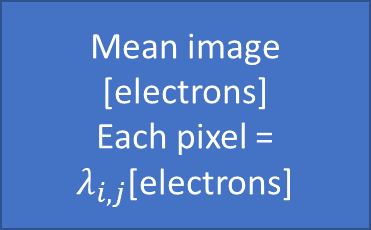 Mean image
[electrons]
Each pixel =
λi,j[electrons]